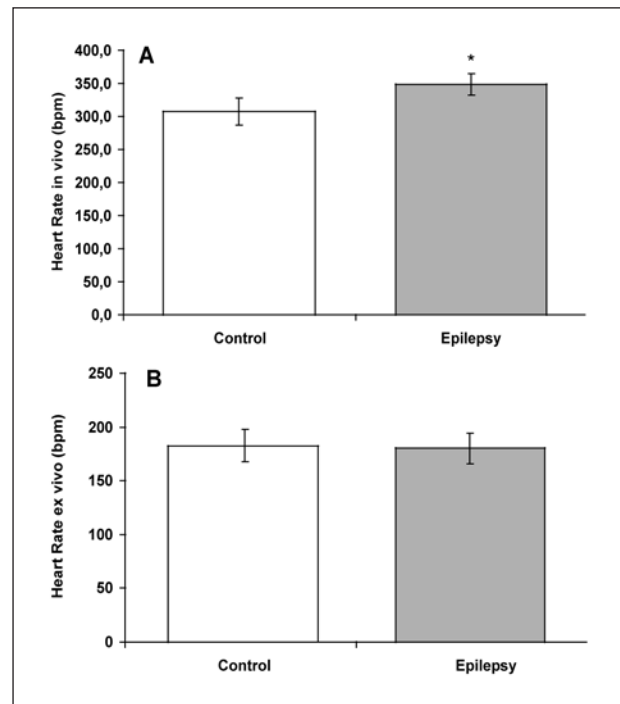 A
*
Heart Rate in vivo (bpm)
400,0
350,0
300,0
250,0
200,0
150,0
100,0
50,0
0,0
Control
Epilepsy
B
Heart Rate ex vivo (bpm)
250
200
150
100
50
0
Control
Epilepsy